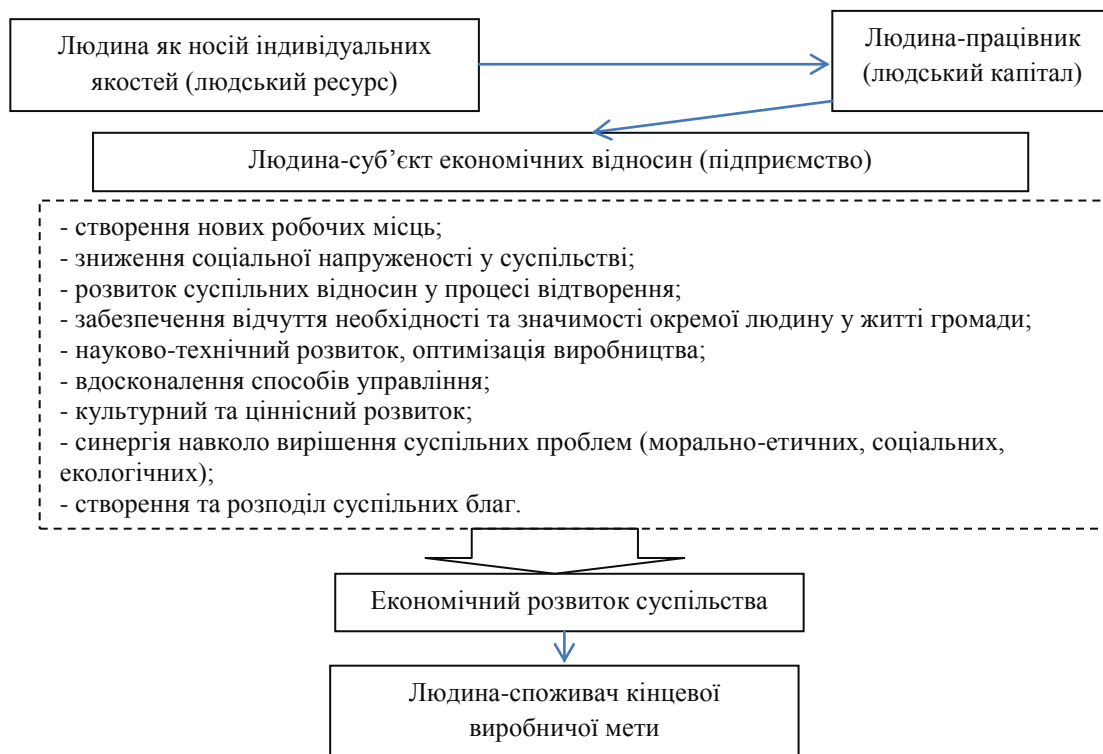 Людина як носій індивідуальних
якостей (людський ресурс)
Людина-працівник
(людський капітал)
Людина-суб’єкт економічних відносин (підприємство)
- створення нових робочих місць;
- зниження соціальної напруженості у суспільстві;
- розвиток суспільних відносин у процесі відтворення;
- забезпечення відчуття необхідності та значимості окремої людину у житті громади;
- науково-технічний розвиток, оптимізація виробництва;
- вдосконалення способів управління;
- культурний та ціннісний розвиток;
- синергія навколо вирішення суспільних проблем (морально-етичних, соціальних,
екологічних);
- створення та розподіл суспільних благ.
Економічний розвиток суспільства
Людина-споживач кінцевої
виробничої мети